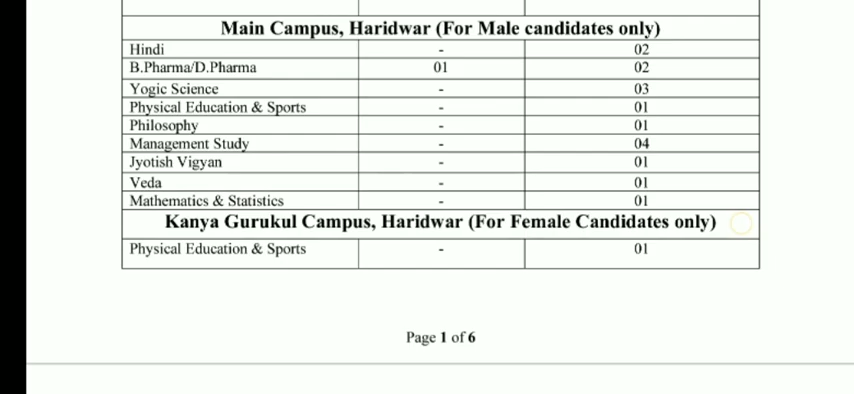 Main Campus, Haridwar (For Male candidates only)
Hindi - 02
B.Pharma/D.Pharma 01 02
Yogic Science - 03
Physical Education & Sports - 01
Philosophy - 01
Management Study - 04
Jyotish Vigyan - 01
Veda - 01
Mathematics & Statistics - 01
Kanya Gurukul Campus, Haridwar (For Female Candidates only)
Physical Education & Sports - 01
Page 1 of 6